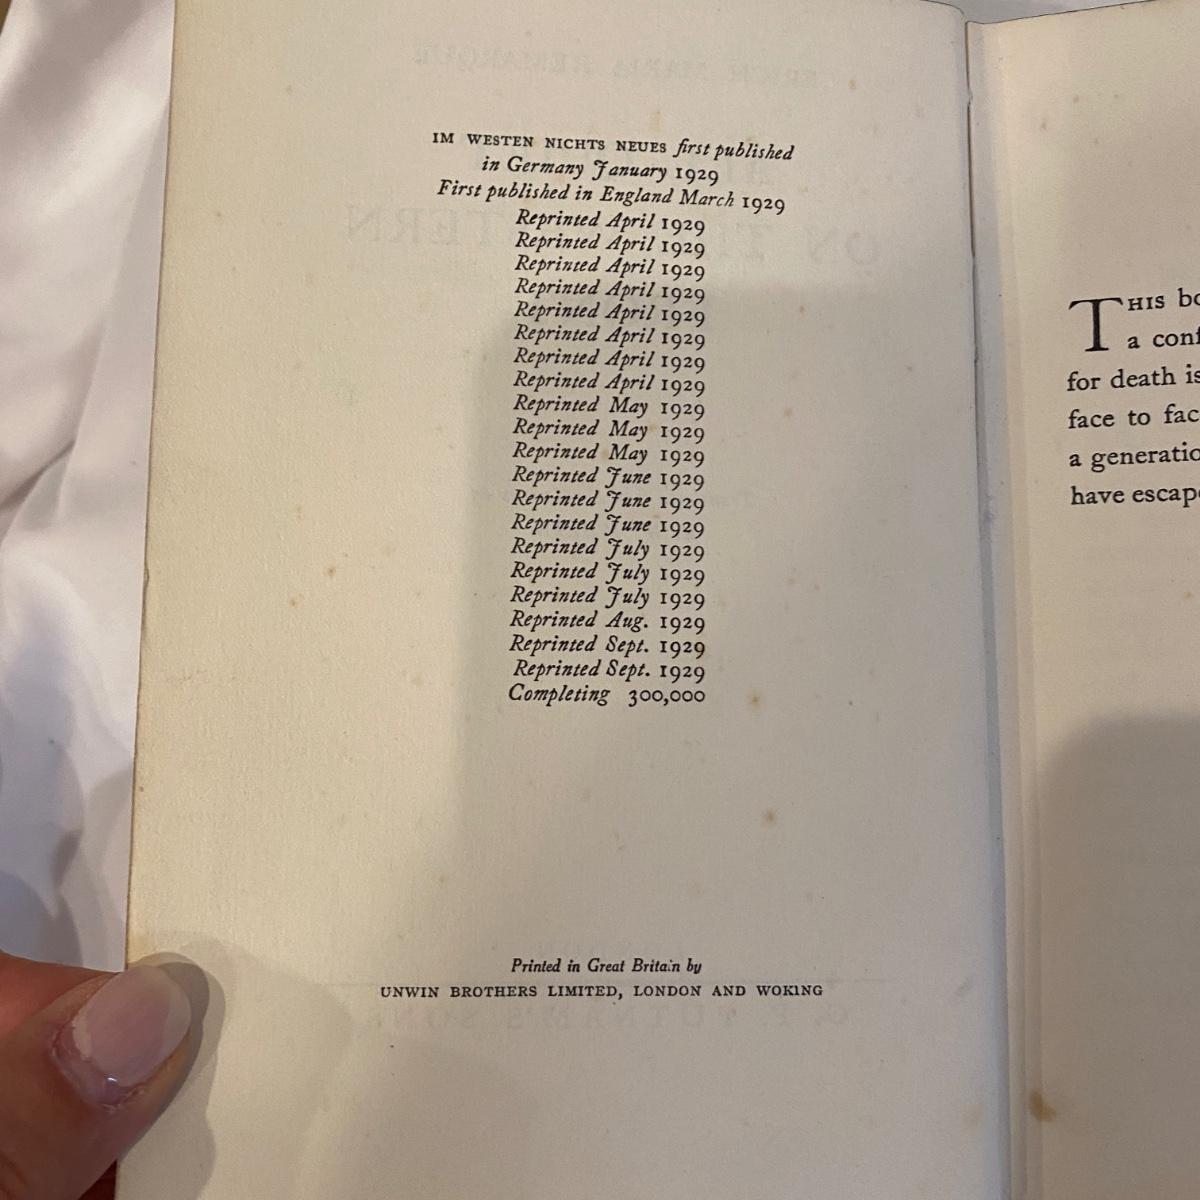 IM WESTEN NICHTS NEUES first published
in Germany January 1929
First published in England March 1929
Reprinted April 1929
Reprinted April 1929
Reprinted April 1929
Reprinted April 1929
Reprinted April 1929
Reprinted April 1929
Reprinted April 1929
Reprinted April 1929
Reprinted May 1929
Reprinted May 1929
Reprinted May 1929
Reprinted June 1929
Reprinted June 1929
Reprinted June 1929
Reprinted July 1929
Reprinted July 1929
Reprinted July 1929
Reprinted Aug. 1929
Reprinted Sept. 1929
Reprinted Sept. 1929
Completing 300,000
Printed in Great Britain by
UNWIN BROTHERS LIMITED, LONDON AND WOKING
THIS bo
a conf
for death is
face to fac
a generatio
have escap